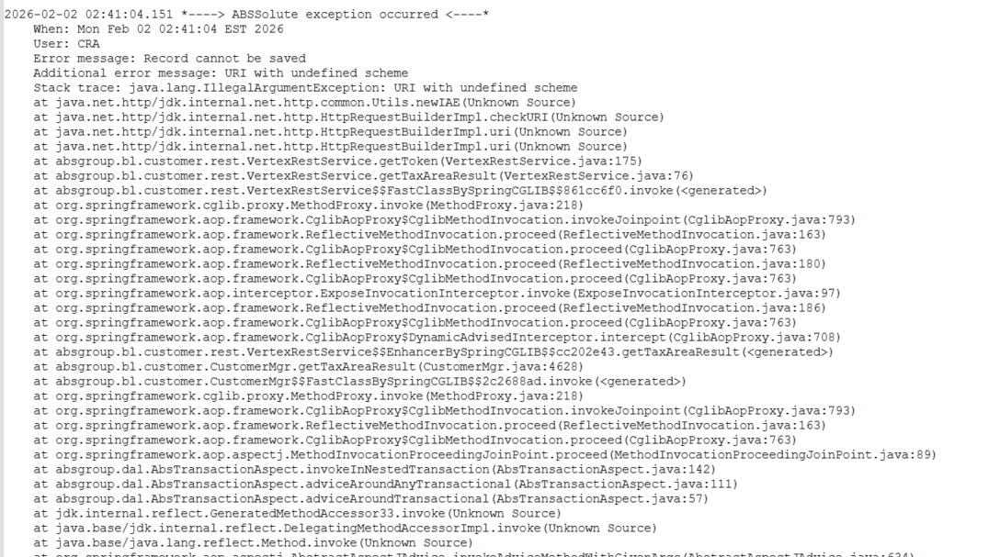 2026-02-02 02:41:04.151 *----> ABSSolute exception occurred <----*
When: Mon Feb 02 02:41:04 EST 2026
User: CRA
Error message: Record cannot be saved
Additional error message: URI with undefined scheme
Stack trace: java.lang.IllegalArgumentException: URI with undefined scheme
at java.net.http/jdk.internal.net.http.common.Utils.newIAE(Unknown Source)
at java.net.http/jdk.internal.net.http.HttpRequestBuilderImpl.checkURI(Unknown Source)
at java.net.http/jdk.internal.net.http.HttpRequestBuilderImpl.uri(Unknown Source)
at java.net.http/jdk.internal.net.http.HttpRequestBuilderImpl.uri(Unknown Source)
at absgroup.bl.customer.rest.VertexRestService.getToken(VertexRestService.java:175)
at absgroup.bl.customer.rest.VertexRestService.getTaxAreaResult(VertexRestService.java:76)
at absgroup.bl.customer.rest.VertexRestService$$FastClassBySpringCGLIB$$861cc6f0.invoke(<generated>)
at org.springframework.cglib.proxy.MethodProxy.invoke(MethodProxy.java:218)
at org.springframework.aop.framework.CglibAopProxy$CglibMethodInvocation.invokeJoinpoint(CglibAopProxy.java:793)
at org.springframework.aop.framework.ReflectiveMethodInvocation.proceed(ReflectiveMethodInvocation.java:163)
at org.springframework.aop.framework.CglibAopProxy$CglibMethodInvocation.proceed(CglibAopProxy.java:763)
at org.springframework.aop.framework.ReflectiveMethodInvocation.proceed(ReflectiveMethodInvocation.java:180)
at org.springframework.aop.framework.CglibAopProxy$CglibMethodInvocation.proceed(CglibAopProxy.java:763)
at org.springframework.aop.interceptor.ExposeInvocationInterceptor.invoke(ExposeInvocationInterceptor.java:97)
at org.springframework.aop.framework.ReflectiveMethodInvocation.proceed(ReflectiveMethodInvocation.java:186)
at org.springframework.aop.framework.CglibAopProxy$CglibMethodInvocation.proceed(CglibAopProxy.java:763)
at org.springframework.aop.framework.CglibAopProxy$DynamicAdvisedInterceptor.intercept(CglibAopProxy.java:708)
at absgroup.bl.customer.rest.VertexRestService$$EnhancerBySpringCGLIB$$cc202e43.getTaxAreaResult(<generated>)
at absgroup.bl.customer.CustomerMgr.getTaxAreaResult(CustomerMgr.java:4628)
at absgroup.bl.customer.CustomerMgr$$FastClassBySpringCGLIB$$2c2688ad.invoke(<generated>)
at org.springframework.cglib.proxy.MethodProxy.invoke(MethodProxy.java:218)
at org.springframework.aop.framework.CglibAopProxy$CglibMethodInvocation.invokeJoinpoint(CglibAopProxy.java:793)
at org.springframework.aop.framework.ReflectiveMethodInvocation.proceed(ReflectiveMethodInvocation.java:163)
at org.springframework.aop.framework.CglibAopProxy$CglibMethodInvocation.proceed(CglibAopProxy.java:763)
at org.springframework.aop.aspectj.MethodInvocationProceedingJoinPoint.proceed(MethodInvocationProceedingJoinPoint.java:89)
at absgroup.dal.AbsTransactionAspect.invokeInNestedTransaction(AbsTransactionAspect.java:142)
at absgroup.dal.AbsTransactionAspect.adviceAroundAnyTransactional(AbsTransactionAspect.java:111)
at absgroup.dal.AbsTransactionAspect.adviceAroundTransactional(AbsTransactionAspect.java:57)
at jdk.internal.reflect.GeneratedMethodAccessor33.invoke(Unknown Source)
at java.base/jdk.internal.reflect.DelegatingMethodAccessorImpl.invoke(Unknown Source)
at java.base/java.lang.reflect.Method.invoke(Unknown Source)
at org.springframework.aop.aspectj.AbstractAspectJAdvice.invokeAdviceMethodWithGivenArgs(AbstractAspectJAdvice.java:634)